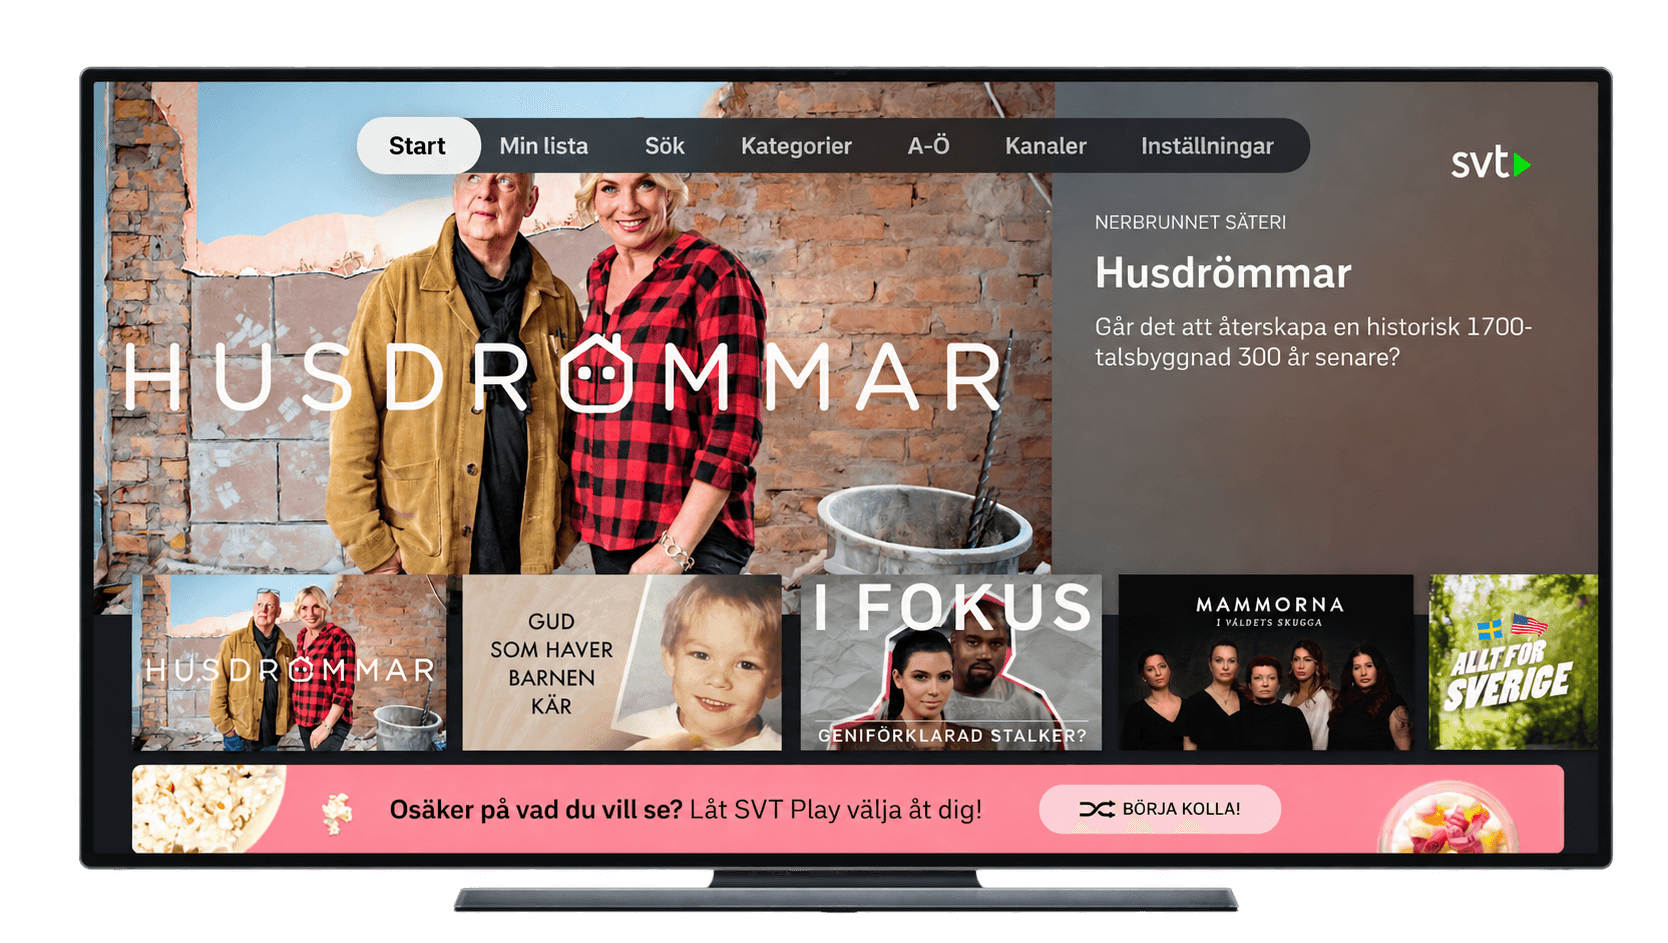 Start
Min lista
Sök
Kategorier
A-Ö
Kanaler
Inställningar
svt
NERBRUNNET SÄTERI
Husdrömmar
Går det att återskapa en historisk 1700-
talsbyggnad 300 år senare?
HUSDRÖMMAR
HUSDRÖMMAR
GUD
SOM HAVER
BARNEN
KÄR
I FOKUS
GENIFÖRKLARAD STALKER?
MAMMORNA
I VÅLDETS SKUGGA
ALLT FÖR
SVERIGE
Osäker på vad du vill se? Låt SVT Play välja åt dig!
BÖRJA KOLLA!